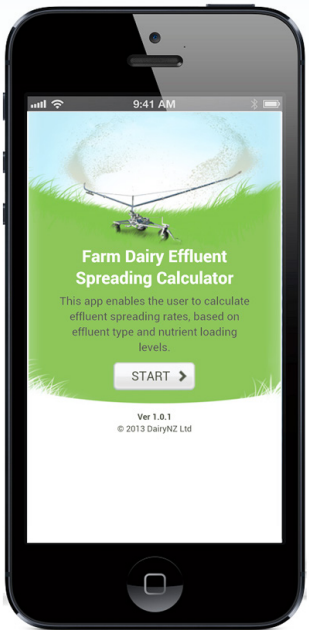 9:41 AM
Farm Dairy Effluent
Spreading Calculator
This app enables the user to calculate
effluent spreading rates, based on
effluent type and nutrient loading
levels.
START
Ver 1.0.1
© 2013 DairyNZ Ltd